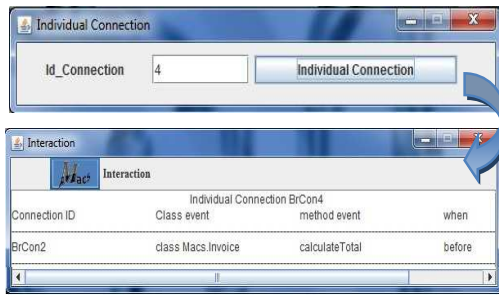 Individual Connection
Id_Connection 4 Individual Connection
Interaction
Mact Interaction
Individual Connection BrCon4
Connection ID Class event method event when
BrCon2 class Macs.Invoice calculateTotal before